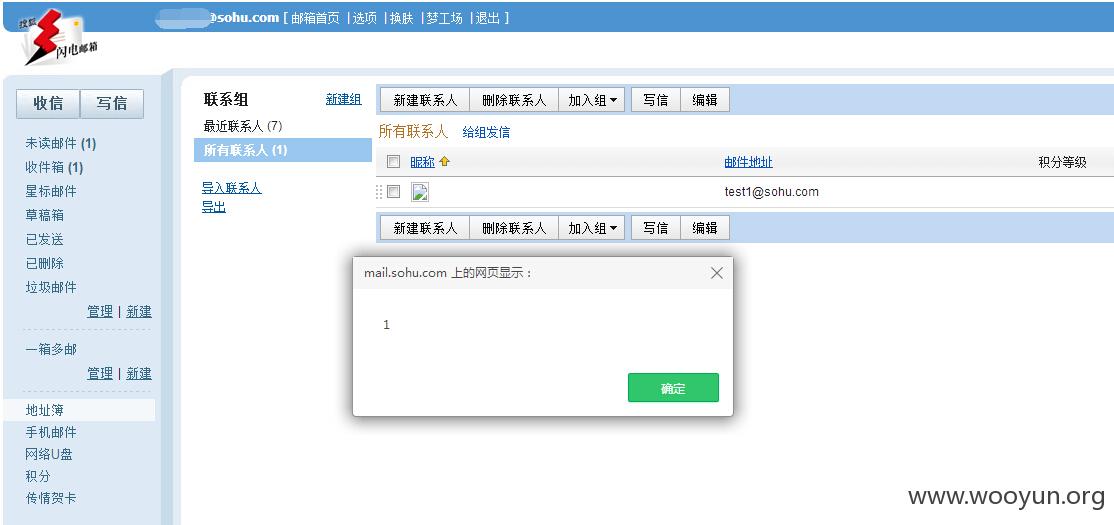 @sohu.com [ 邮箱首页 | 选项 | 换肤 | 梦工场 | 退出 ]
搜狐
闪电邮箱
收信 写信
未读邮件 (1)
收件箱 (1)
星标邮件
草稿箱
已发送
已删除
垃圾邮件
管理 | 新建
一箱多邮
管理 | 新建
地址簿
手机邮件
网络U盘
积分
传情贺卡
联系组 新建组
最近联系人 (7)
所有联系人 (1)
导入联系人
导出
新建联系人 删除联系人 加入组 写信 编辑
所有联系人 给组发信
昵称 邮件地址 积分等级
test1@sohu.com
新建联系人 删除联系人 加入组 写信 编辑
mail.sohu.com 上的网页显示：
1
确定
www.wooyun.org